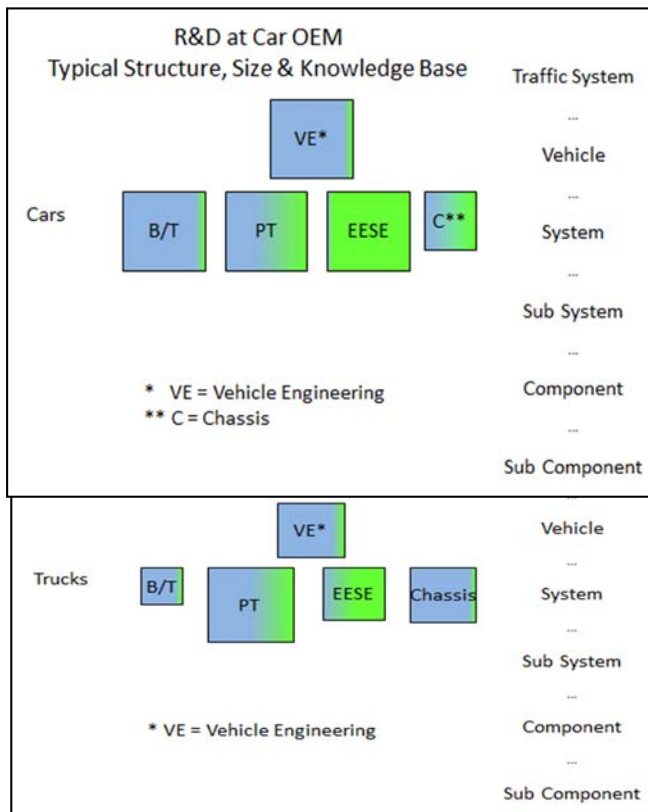 R&D at Car OEM
Typical Structure, Size & Knowledge Base
Traffic System
...
VE*
Vehicle
...
Cars
B/T
PT
EESE
C**
System
...
Sub System
...
* VE = Vehicle Engineering
** C = Chassis
Component
...
Sub Component
...
VE*
Vehicle
...
Trucks
B/T
PT
EESE
Chassis
System
...
Sub System
...
* VE = Vehicle Engineering
Component
...
Sub Component